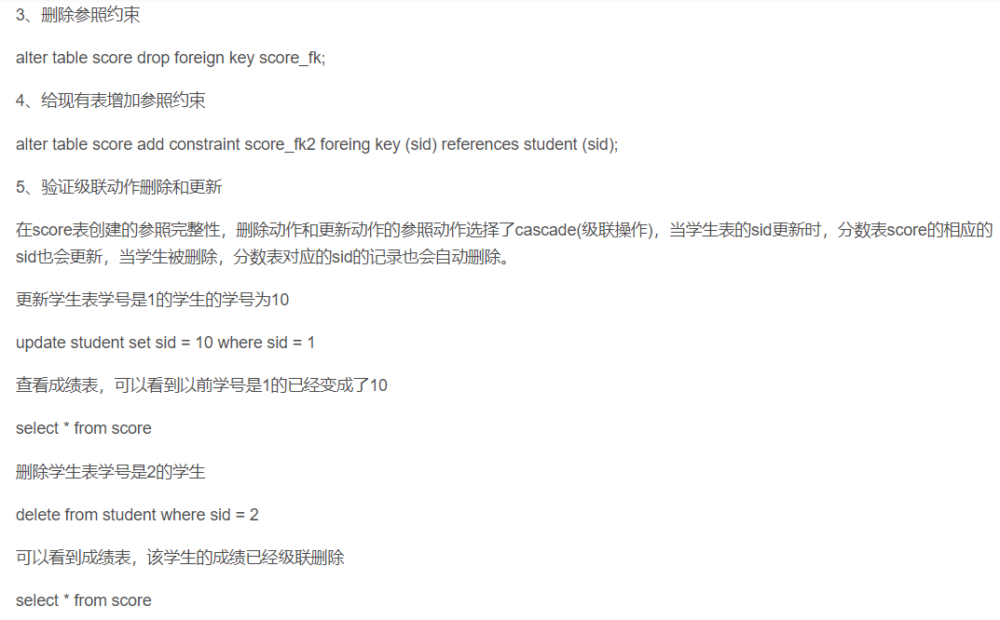 3、删除参照约束
alter table score drop foreign key score_fk;
4、给现有表增加参照约束
alter table score add constraint score_fk2 foreing key (sid) references student (sid);
5、验证级联动作删除和更新
在score表创建的参照完整性，删除动作和更新动作的参照动作选择了cascade(级联操作)，当学生表的sid更新时，分数表score的相应的
sid也会更新，当学生被删除，分数表对应的sid的记录也会自动删除。
更新学生表学号是1的学生的学号为10
update student set sid = 10 where sid = 1
查看成绩表，可以看到以前学号是1的已经变成了10
select * from score
删除学生表学号是2的学生
delete from student where sid = 2
可以看到成绩表，该学生的成绩已经级联删除
select * from score